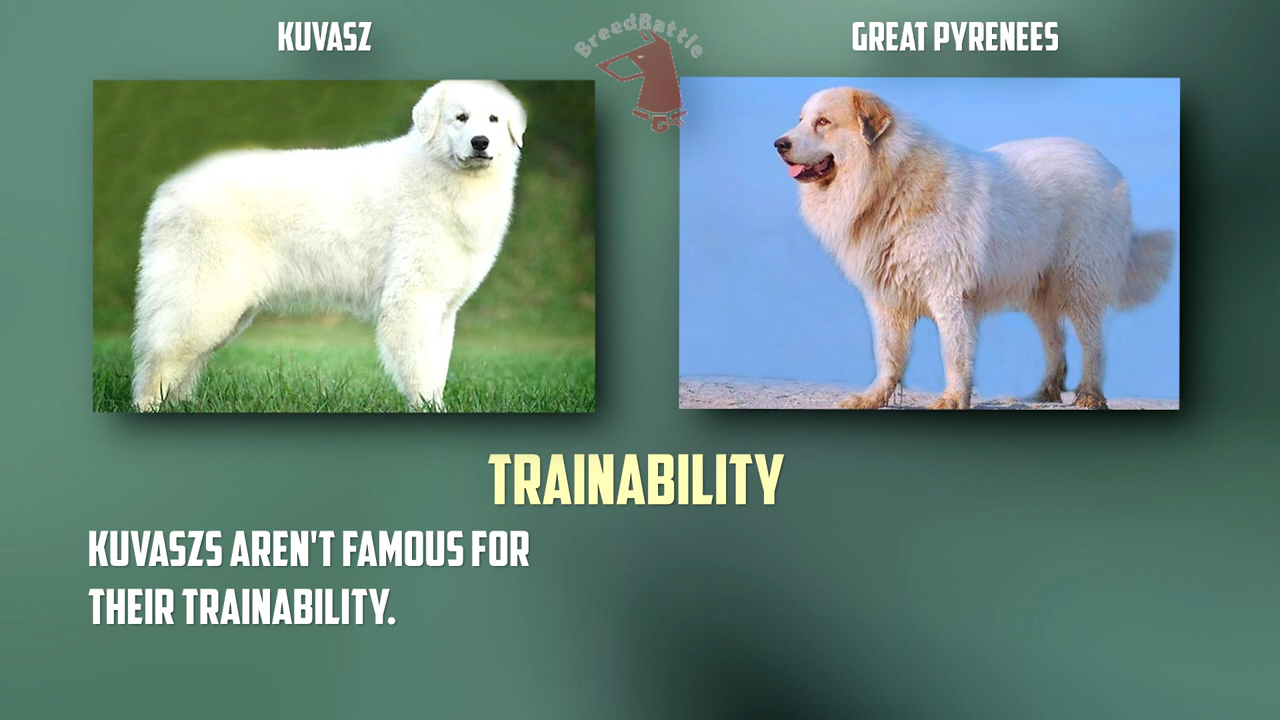 KUVASZ
BreedBattle
GREAT PYRENEES
TRAINABILITY
KUVASZS AREN'T FAMOUS FOR
THEIR TRAINABILITY.